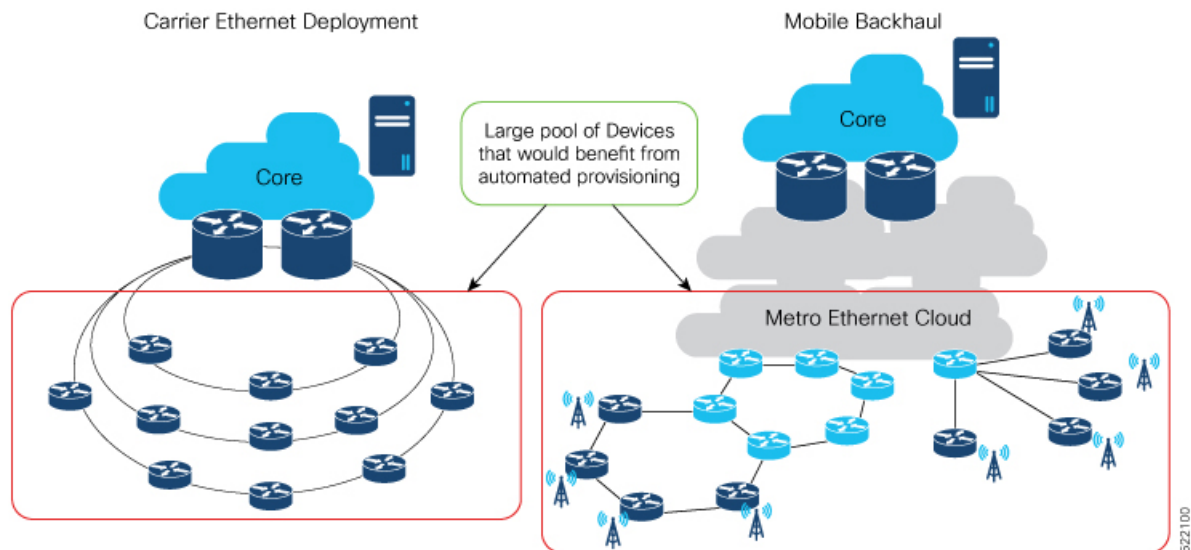 Carrier Ethernet Deployment
Mobile Backhaul
Core
Large pool of Devices
that would benefit from
automated provisioning
Core
Metro Ethernet Cloud
522100